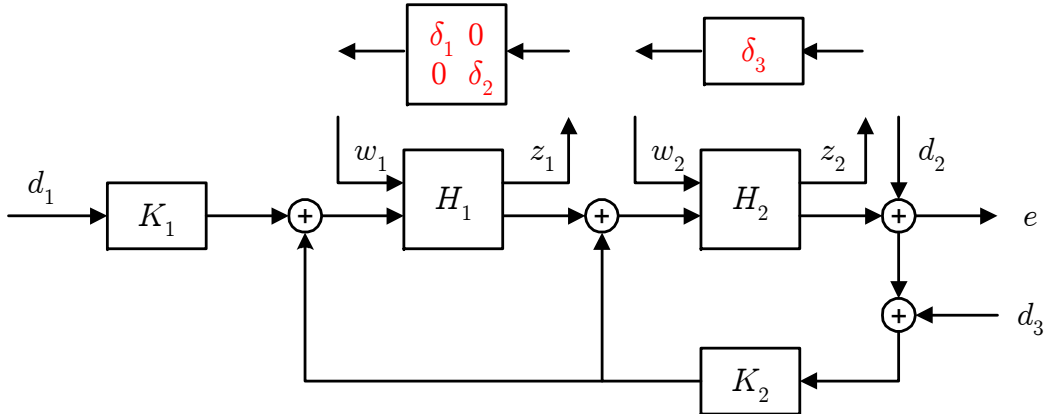 δ₁ 0
0 δ₂
δ₃
w₁
z₁
w₂
z₂
d₂
d₁
K₁
+
H₁
+
H₂
+
e
+
d₃
K₂